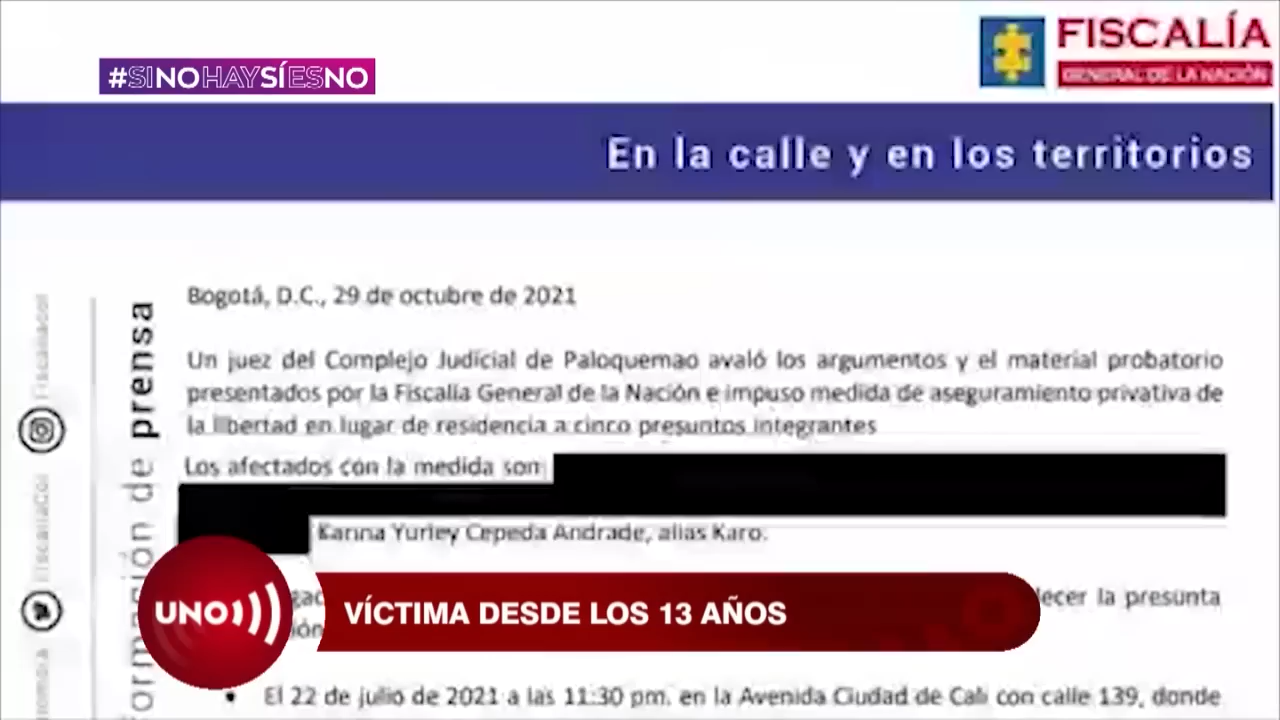 #SINOHAYSÍESNO
FISCALÍA
GENERAL DE LA NACIÓN
En la calle y en los territorios
Bogotá, D.C., 29 de octubre de 2021
Un juez del Complejo Judicial de Paloquemao avaló los argumentos y el material probatorio
presentados por la Fiscalía General de la Nación e impuso medida de aseguramiento privativa de
la libertad en lugar de residencia a cinco presuntos integrantes
Los afectados con la medida son:
Karina Yurley Cepeda Andrade, alias Karo.
la presunta
UNO
VÍCTIMA DESDE LOS 13 AÑOS
El 22 de julio de 2021 a las 11:30 pm. en la Avenida Ciudad de Cali con calle 139, donde
de prensa
FiscaliaCol
FiscaliaCol